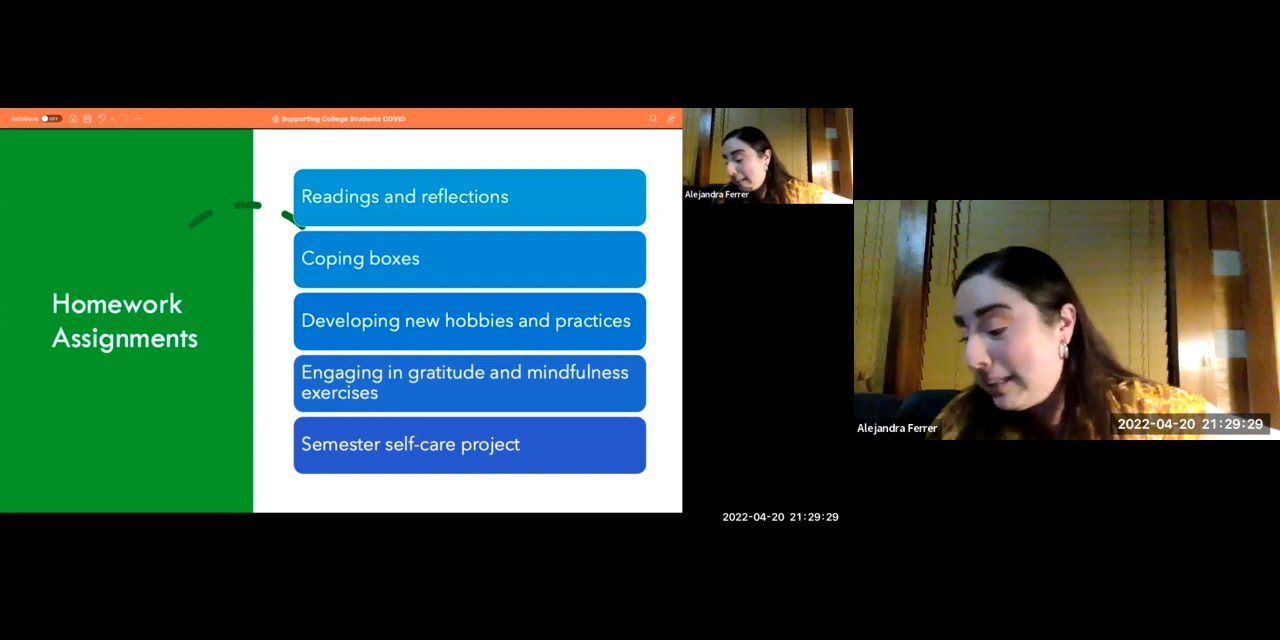 AutoSave OFF
Supporting College Students COVID
Homework
Assignments
Readings and reflections
Coping boxes
Developing new hobbies and practices
Engaging in gratitude and mindfulness
exercises
Semester self-care project
Alejandra Ferrer
2022-04-20 21:29:29
Alejandra Ferrer
2022-04-20 21:29:29